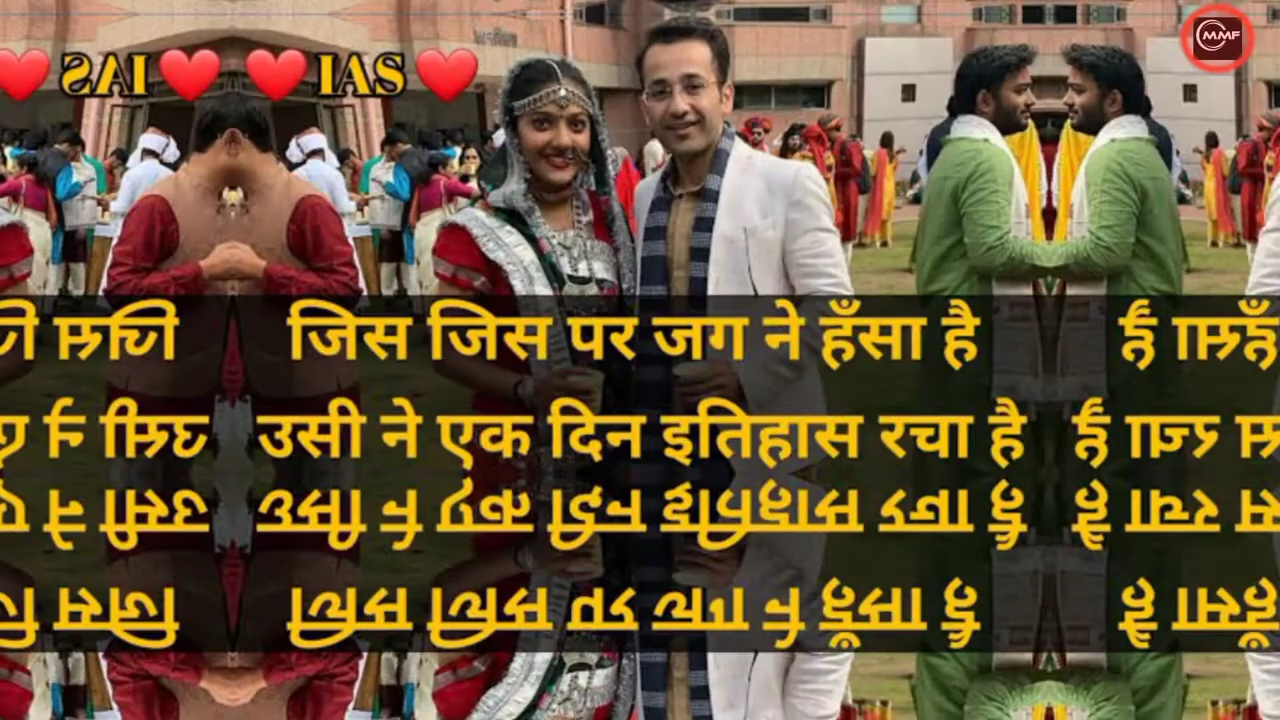 ❤️ IAS ❤️ ❤️ IAS ❤️
MMF
जिस जिस पर जग ने हँसा है
उसी ने एक दिन इतिहास रचा है